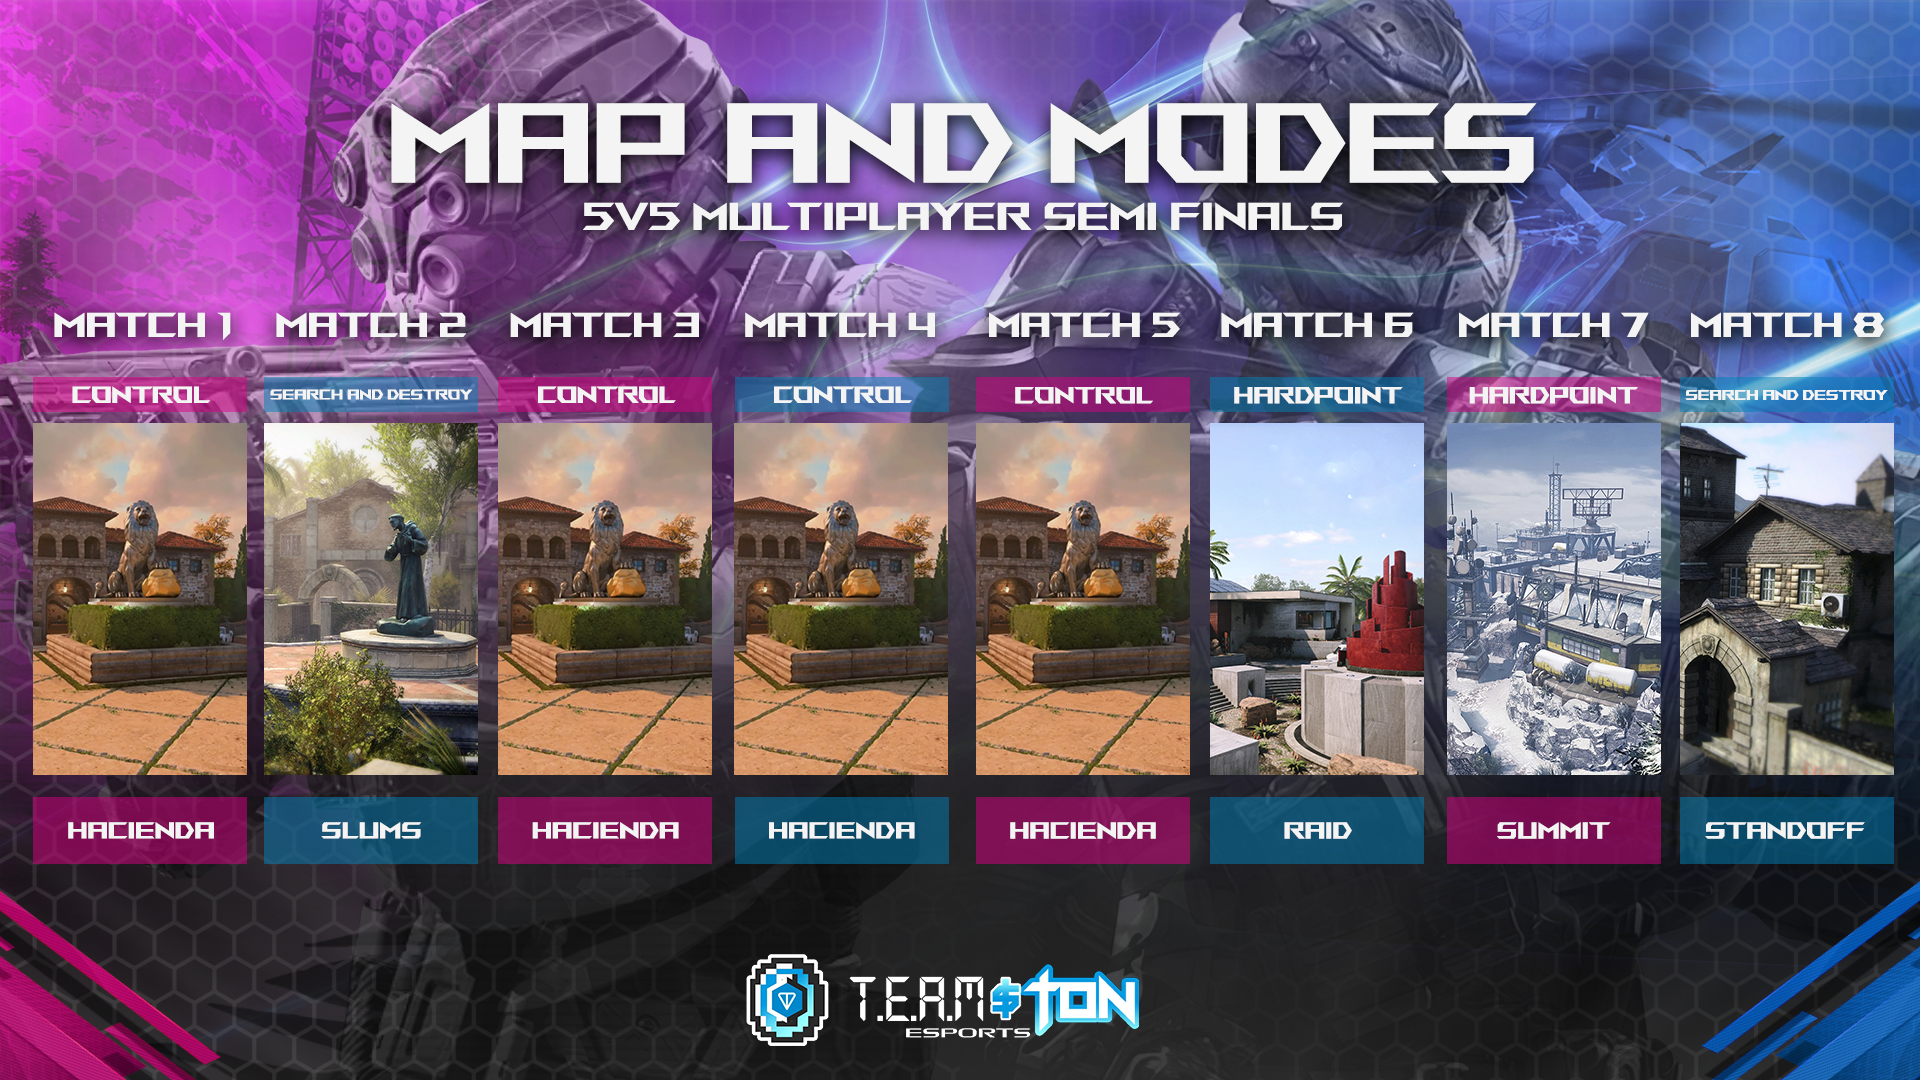 MAP AND MODES
5V5 MULTIPLAYER SEMI FINALS
MATCH 1 MATCH 2 MATCH 3 MATCH 4 MATCH 5 MATCH 6 MATCH 7 MATCH 8
CONTROL SEARCH AND DESTROY CONTROL CONTROL CONTROL HARDPOINT HARDPOINT SEARCH AND DESTROY
HACIENDA SLUMS HACIENDA HACIENDA HACIENDA RAID SUMMIT STANDOFF
T.E.A.M $TON
ESPORTS